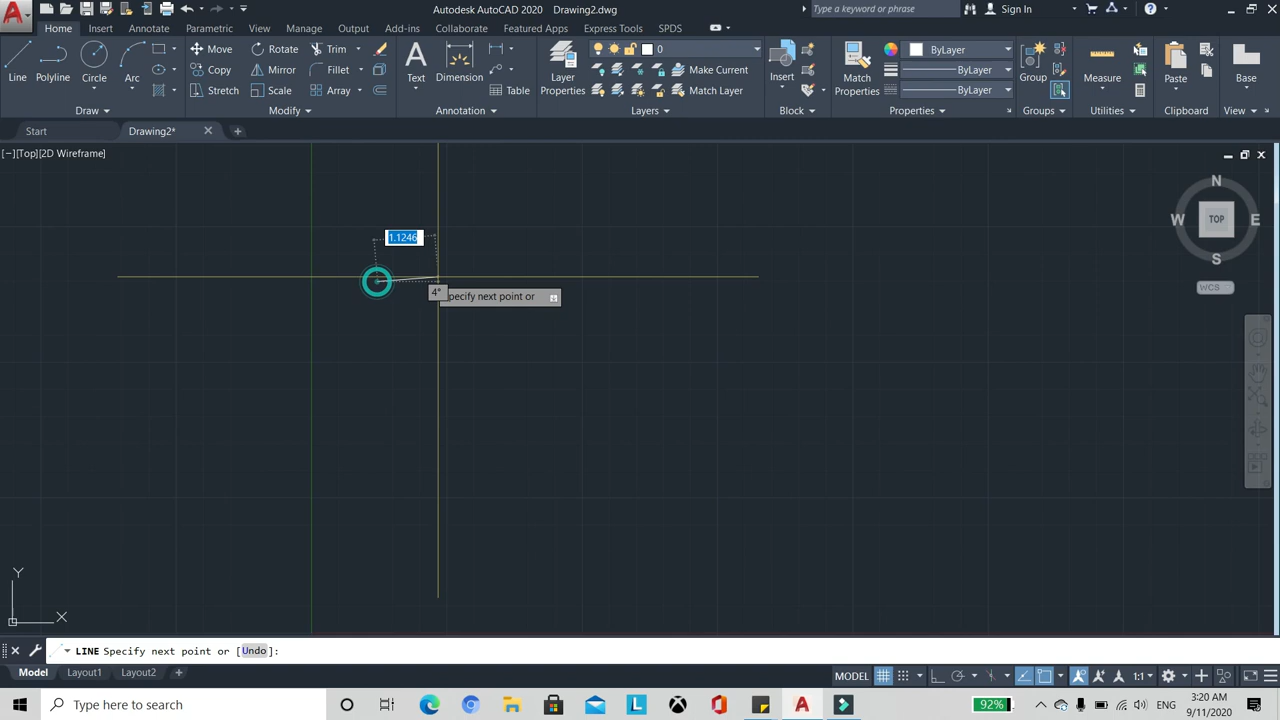 Autodesk AutoCAD 2020 Drawing2.dwg
Type a keyword or phrase
Sign In
Home Insert Annotate Parametric View Manage Output Add-ins Collaborate Featured Apps Express Tools SPDS
Line Polyline Circle Arc
Move Rotate Trim
Copy Mirror Fillet
Stretch Scale Array
Text Dimension Table
Layer Properties
0
Make Current
Match Layer
Insert
Match Properties
ByLayer
ByLayer
ByLayer
Group
Measure
Paste
Base
Draw Modify Annotation Layers Block Properties Groups Utilities Clipboard View
Start Drawing2*
[−][Top][2D Wireframe]
N
W TOP E
S
WCS
1.1246
4°
pecify next point or
Y
X
LINE Specify next point or [Undo]:
Model Layout1 Layout2
MODEL 1:1
Type here to search
92%
ENG
3:20 AM
9/11/2020